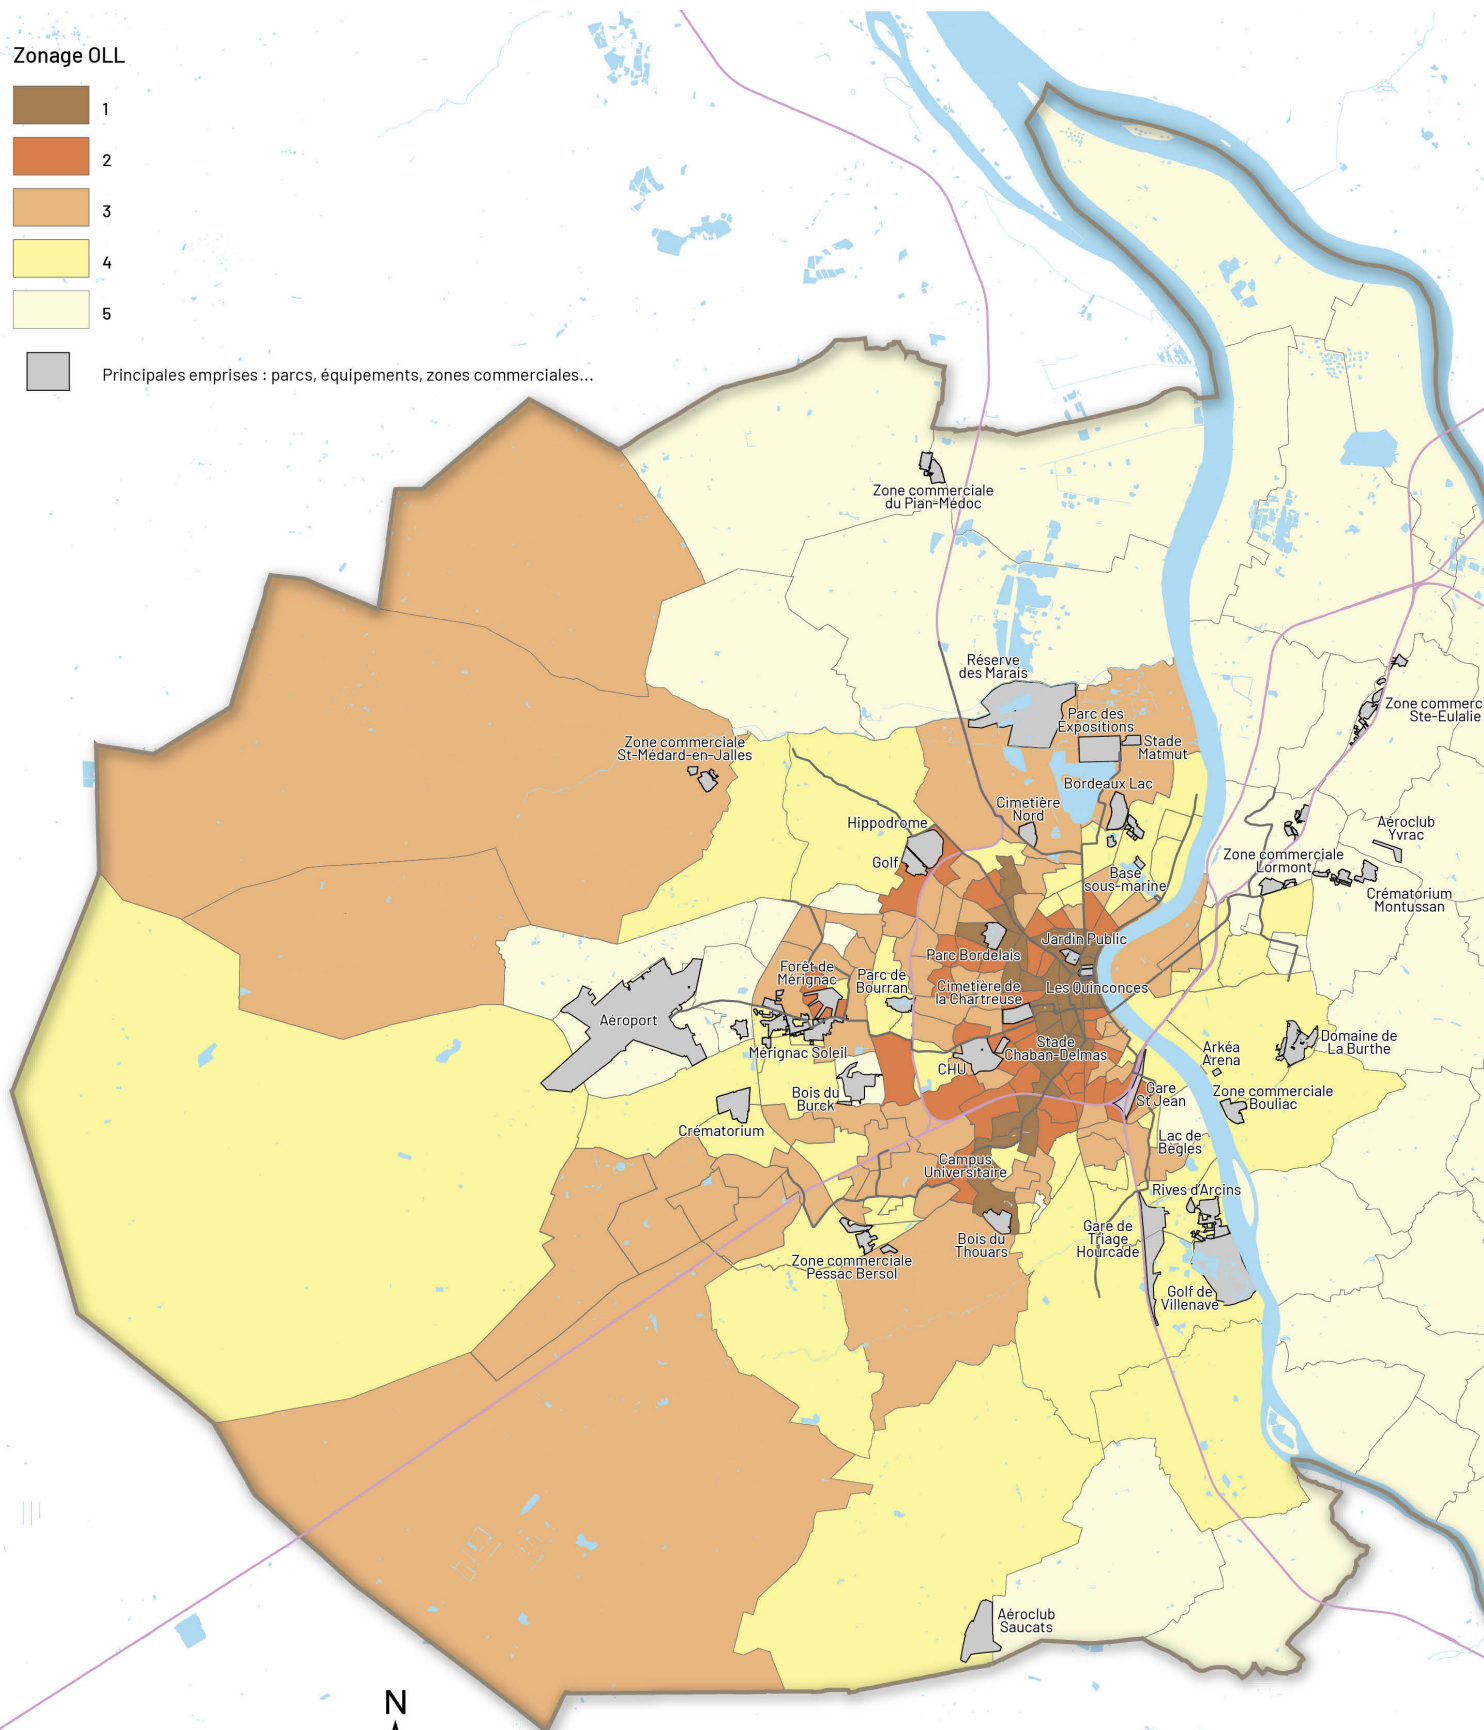 Zonage OLL
1
2
3
4
5
Principales emprises : parcs, équipements, zones commerciales...
Zone commerciale
du Pian-Médoc
Réserve
des Marais
Zone commerc
Ste-Eulalie
Parc des
Expositions
Stade
Matmut
Zone commerciale
St-Médard-en-Jalles
Bordeaux Lac
Cimetière
Nord
Hippodrome
Golf
Aéroclub
Yvrac
Zone commerciale
Lormont
Base
sous-marine
Crématorium
Montussan
Jardin Public
Parc Bordelais
Forêt de
Mérignac
Parc de
Bourran
Cimetière de
la Chartreuse
Les Quinconces
Aéroport
Domaine de
La Burthe
Mérignac Soleil
Stade
Chaban-Delmas
Arkéa
Arena
CHU
Bois du
Burck
Gare
St Jean
Zone commerciale
Bouliac
Crématorium
Lac de
Bègles
Campus
Universitaire
Rives d'Arcins
Gare de
Triage
Hourcade
Bois du
Thouars
Zone commerciale
Pessac Bersol
Golf de
Villenave
Aéroclub
Saucats
N